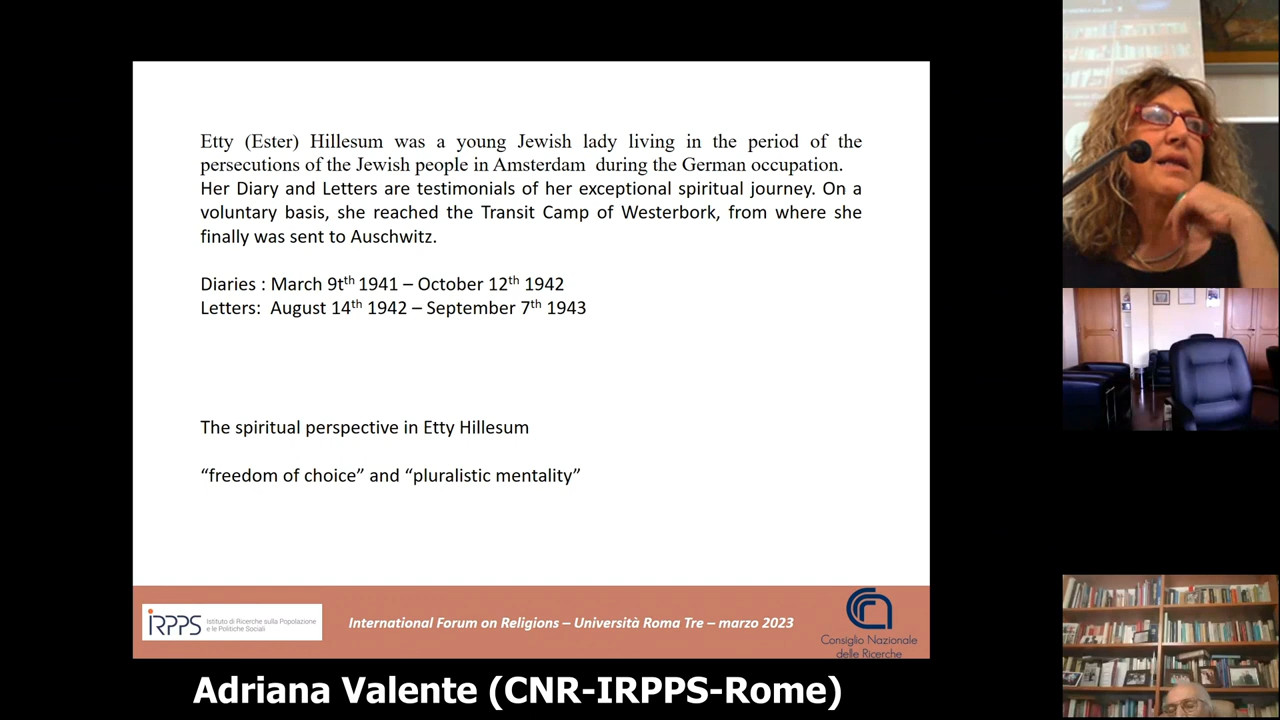 Etty (Ester) Hillesum was a young Jewish lady living in the period of the
persecutions of the Jewish people in Amsterdam during the German occupation.
Her Diary and Letters are testimonials of her exceptional spiritual journey. On a
voluntary basis, she reached the Transit Camp of Westerbork, from where she
finally was sent to Auschwitz.
Diaries : March 9tth 1941 – October 12th 1942
Letters: August 14th 1942 – September 7th 1943
The spiritual perspective in Etty Hillesum
“freedom of choice” and “pluralistic mentality”
iRPPS
Istituto di Ricerche sulla Popolazione
e le Politiche Sociali
International Forum on Religions – Università Roma Tre – marzo 2023
Consiglio Nazionale
delle Ricerche
Adriana Valente (CNR-IRPPS-Rome)